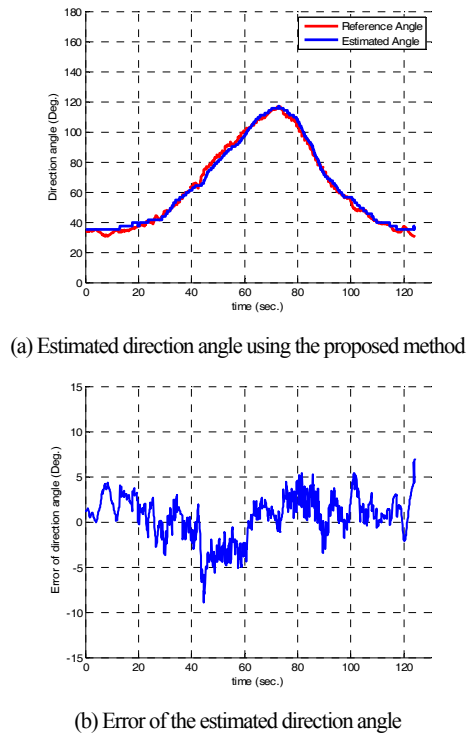 180
160
140
120
100
80
60
40
20
0
Direction angle (Deg.)
Reference Angle
Estimated Angle
0 20 40 60 80 100 120
time (sec.)
(a) Estimated direction angle using the proposed method
15
10
5
0
-5
-10
-15
Error of direction angle (Deg.)
0 20 40 60 80 100 120
time (sec.)
(b) Error of the estimated direction angle